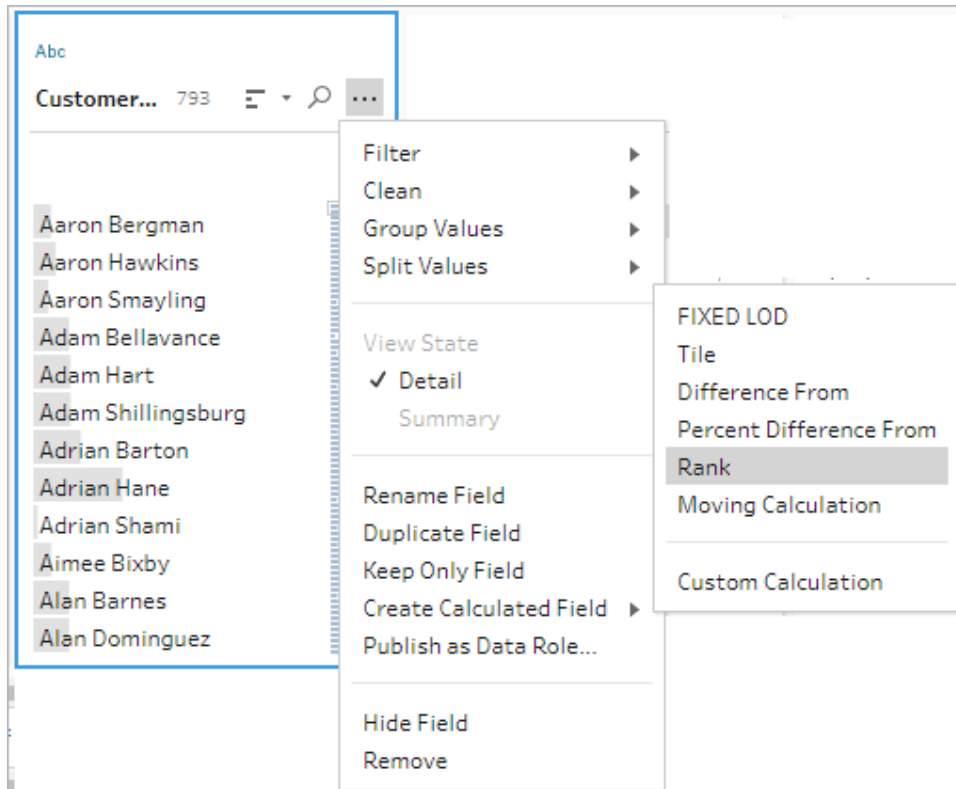 Abc
Customer... 793
Aaron Bergman
Aaron Hawkins
Aaron Smayling
Adam Bellavance
Adam Hart
Adam Shillingsburg
Adrian Barton
Adrian Hane
Adrian Shami
Aimee Bixby
Alan Barnes
Alan Dominguez
Filter
Clean
Group Values
Split Values
View State
✓ Detail
Summary
Rename Field
Duplicate Field
Keep Only Field
Create Calculated Field
Publish as Data Role...
Hide Field
Remove
FIXED LOD
Tile
Difference From
Percent Difference From
Rank
Moving Calculation
Custom Calculation